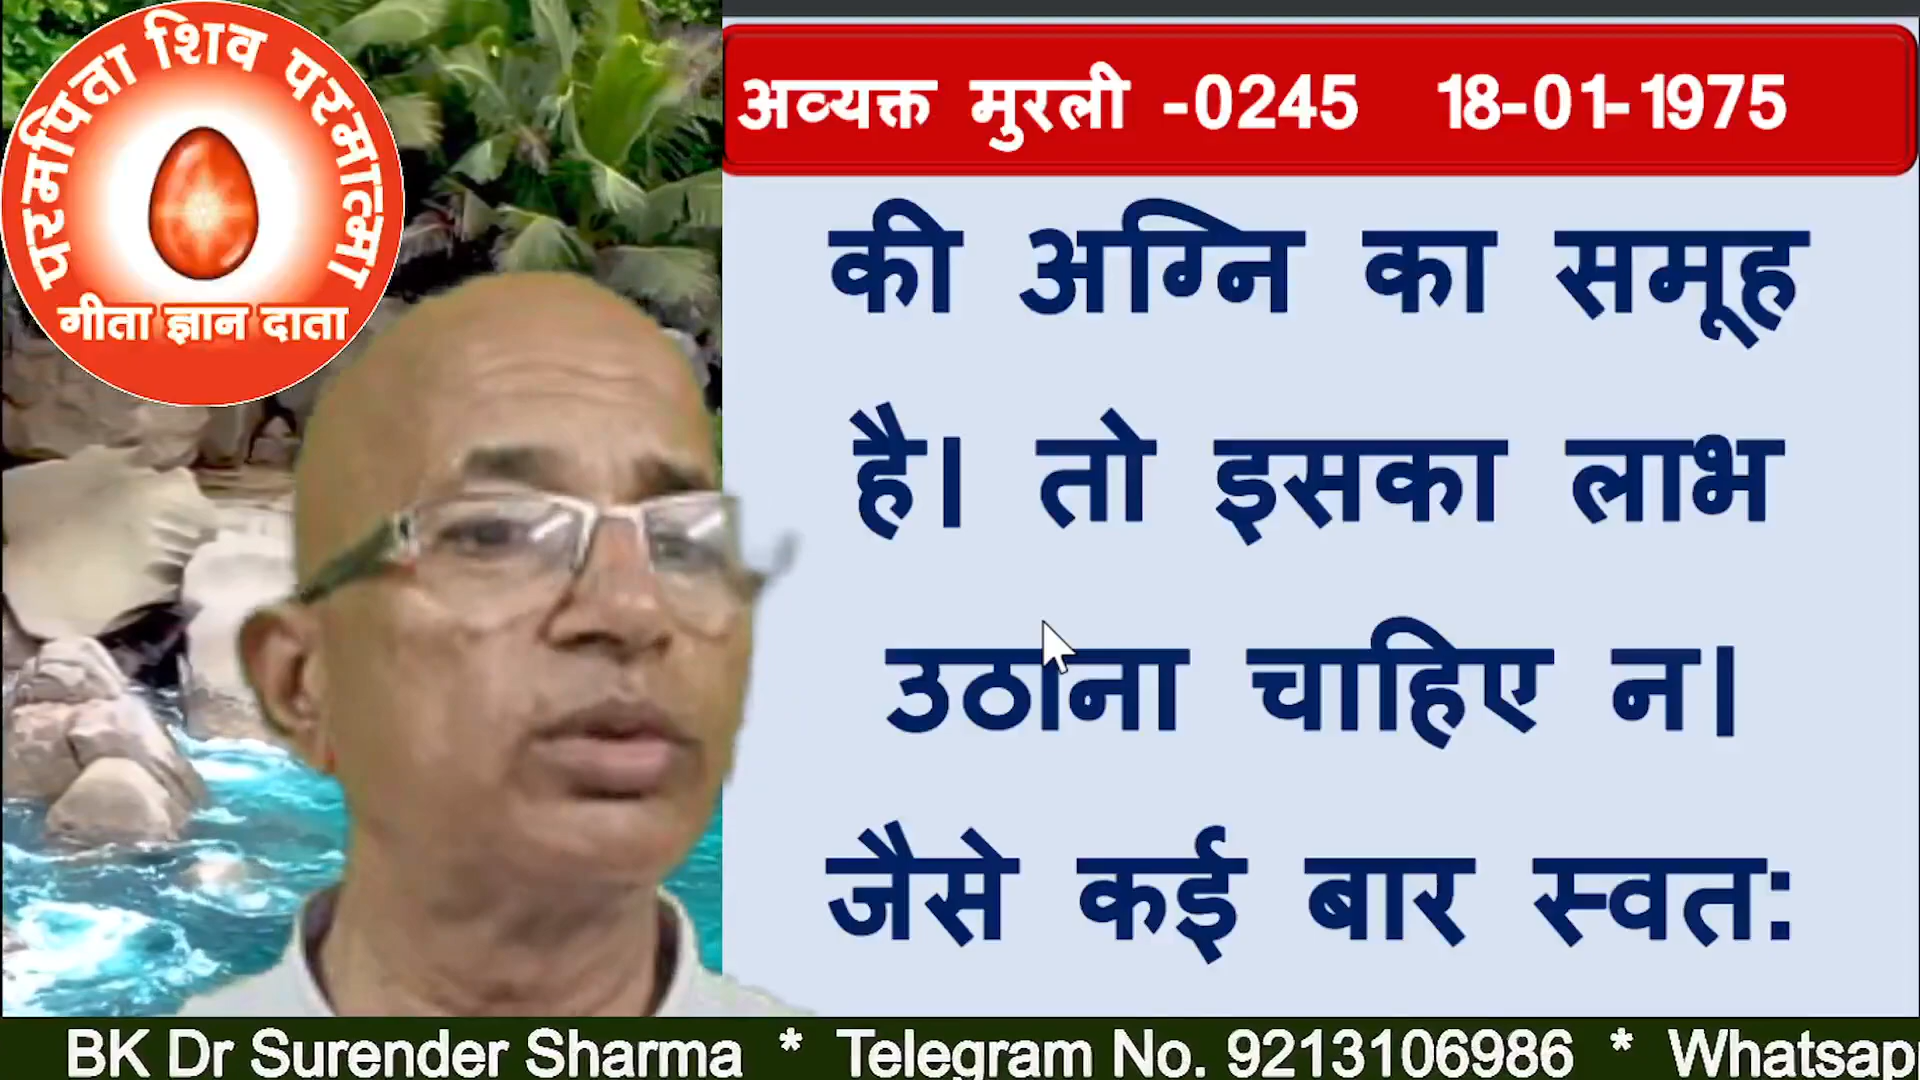 परमपिता शिव परमात्मा
गीता ज्ञान दाता
अव्यक्त मुरली -0245 18-01-1975
की अग्नि का समूह
है। तो इसका लाभ
उठाना चाहिए न।
जैसे कई बार स्वत:
BK Dr Surender Sharma * Telegram No. 9213106986 * Whatsapp